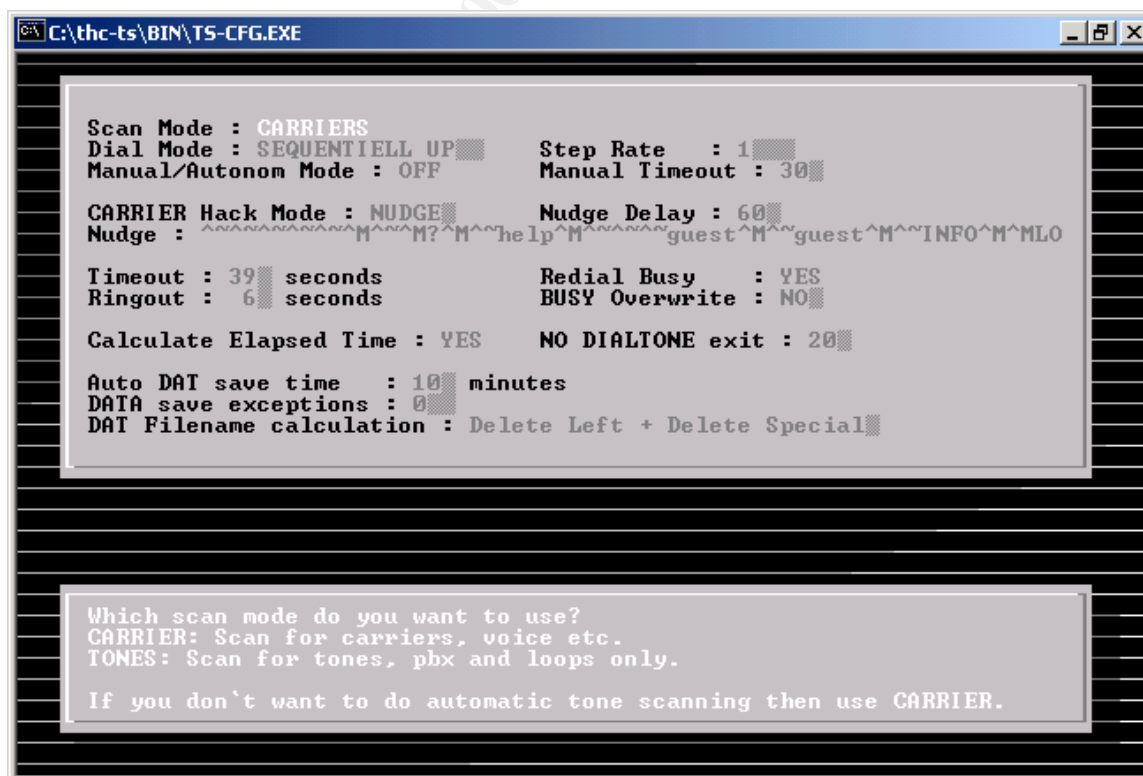 C:\thc-ts\BIN\TS-CFG.EXE
Scan Mode : CARRIERS
Dial Mode : SEQUENTIELL UP Step Rate : 1
Manual/Autonom Mode : OFF Manual Timeout : 30
CARRIER Hack Mode : NUDGE Nudge Delay : 60
Nudge : ^~^~^~^~^~^~^M^~^M?^M^~help^M^~^~^~guest^M^~guest^M^~INFO^M^MLO
Timeout : 39 seconds Redial Busy : YES
Ringout : 6 seconds BUSY Overwrite : NO
Calculate Elapsed Time : YES NO DIALTONE exit : 20
Auto DAT save time : 10 minutes
DATA save exceptions : 0
DAT Filename calculation : Delete Left + Delete Special
Which scan mode do you want to use?
CARRIER: Scan for carriers, voice etc.
TONES: Scan for tones, pbx and loops only.
If you don`t want to do automatic tone scanning then use CARRIER.